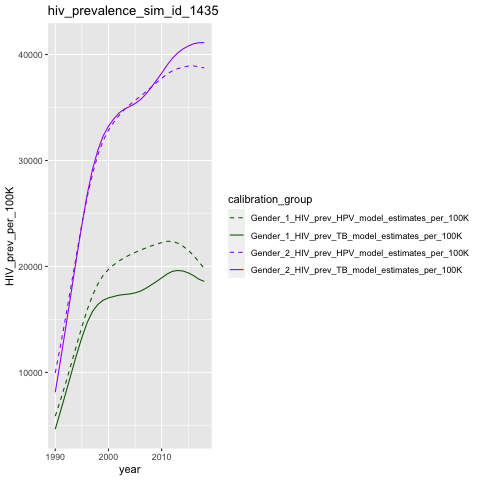 hiv_prevalence_sim_id_1435
HIV_prev_per_100K
40000
30000
20000
10000
1990
2000
2010
year
calibration_group
Gender_1_HIV_prev_HPV_model_estimates_per_100K
Gender_1_HIV_prev_TB_model_estimates_per_100K
Gender_2_HIV_prev_HPV_model_estimates_per_100K
Gender_2_HIV_prev_TB_model_estimates_per_100K